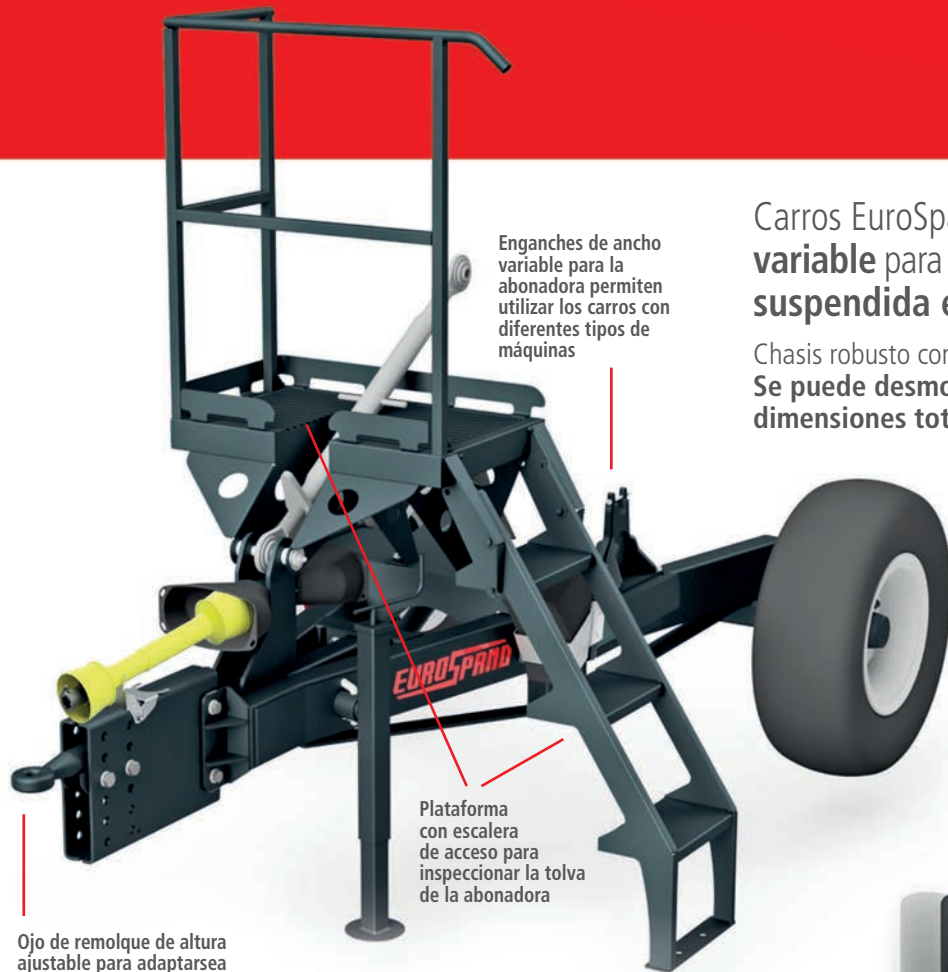 Enganches de ancho
variable para la
abonadora permiten
utilizar los carros con
diferentes tipos de
máquinas
Carros EuroSpa
variable para
suspendida e
Chasis robusto con
Se puede desmo
dimensiones tot
EUROSPAND
Plataforma
con escalera
de acceso para
inspeccionar la tolva
de la abonadora
Ojo de remolque de altura
ajustable para adaptarsea